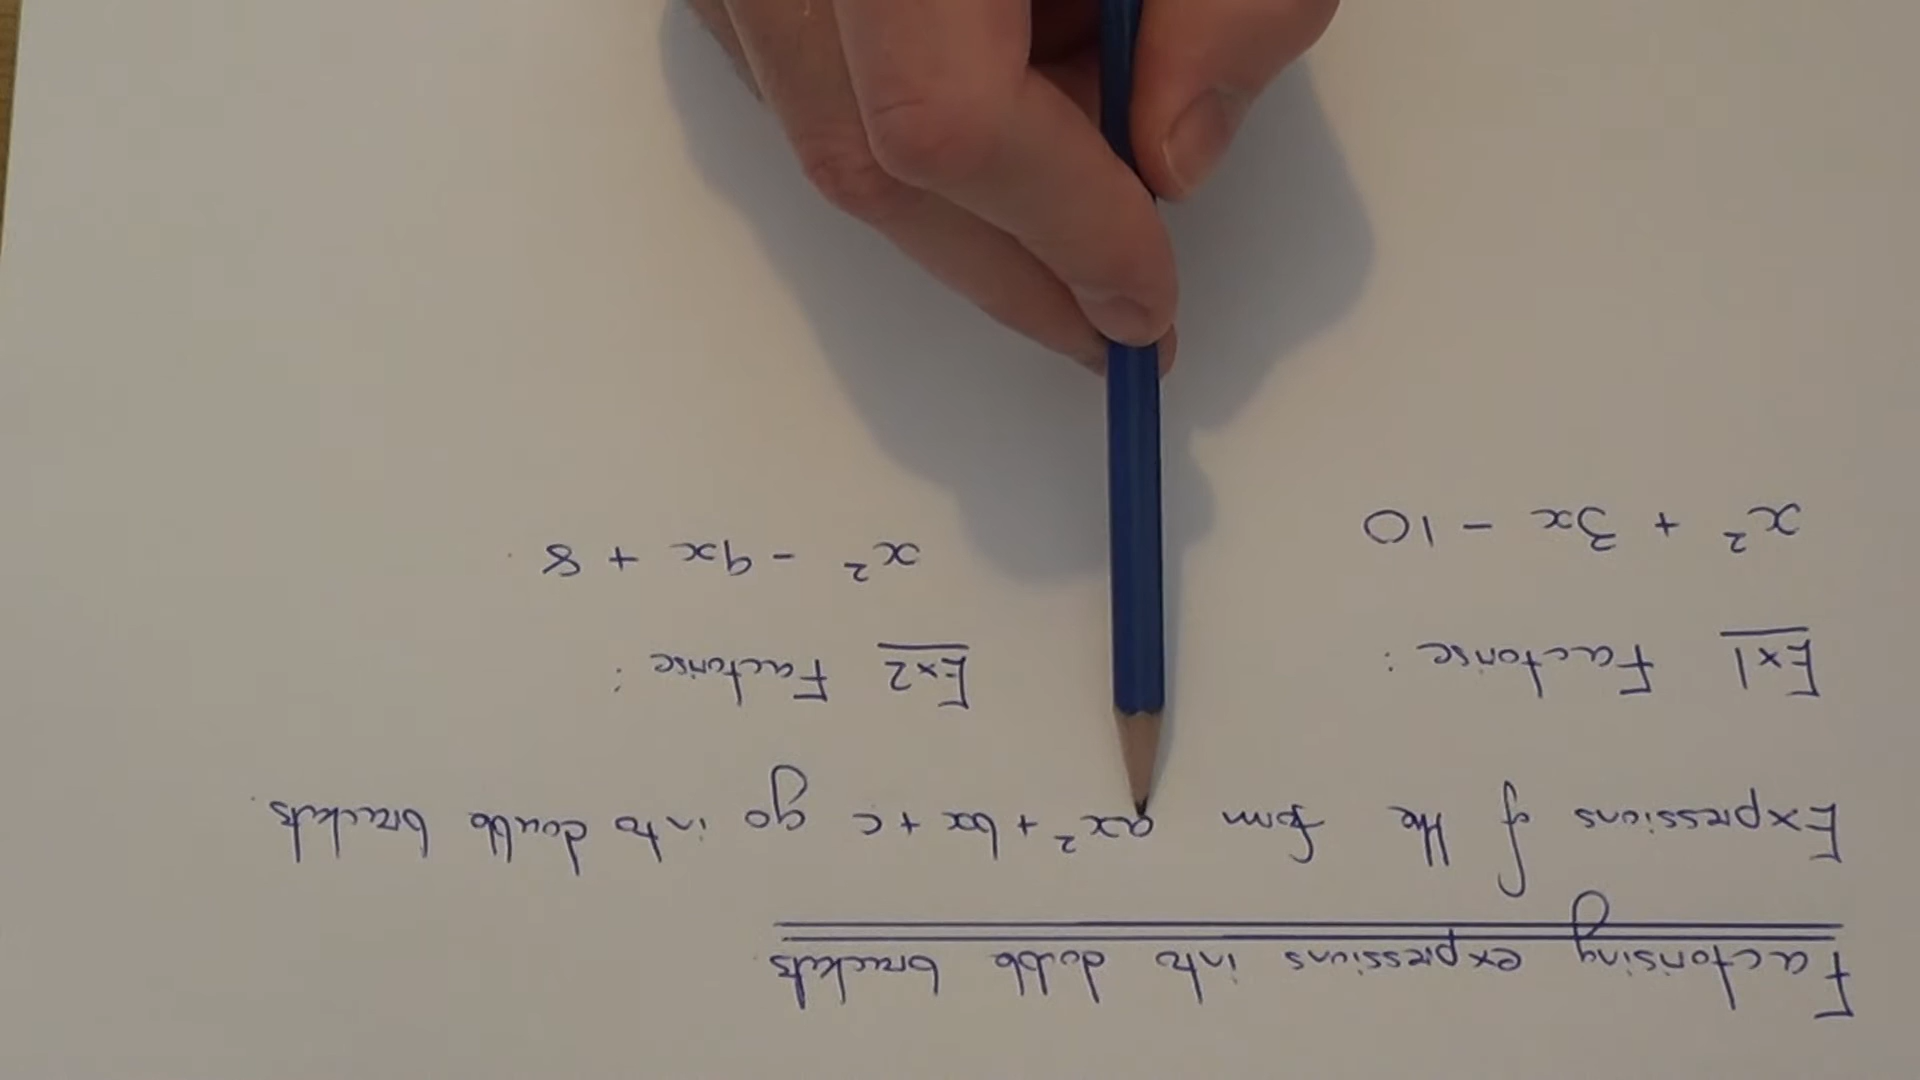 Factorising expressions into double brackets
Expressions of the form ax² + bx + c go into double brackets.
Ex1 Factorise :
x² + 3x - 10
Ex2 Factorise :
x² - 9x + 8